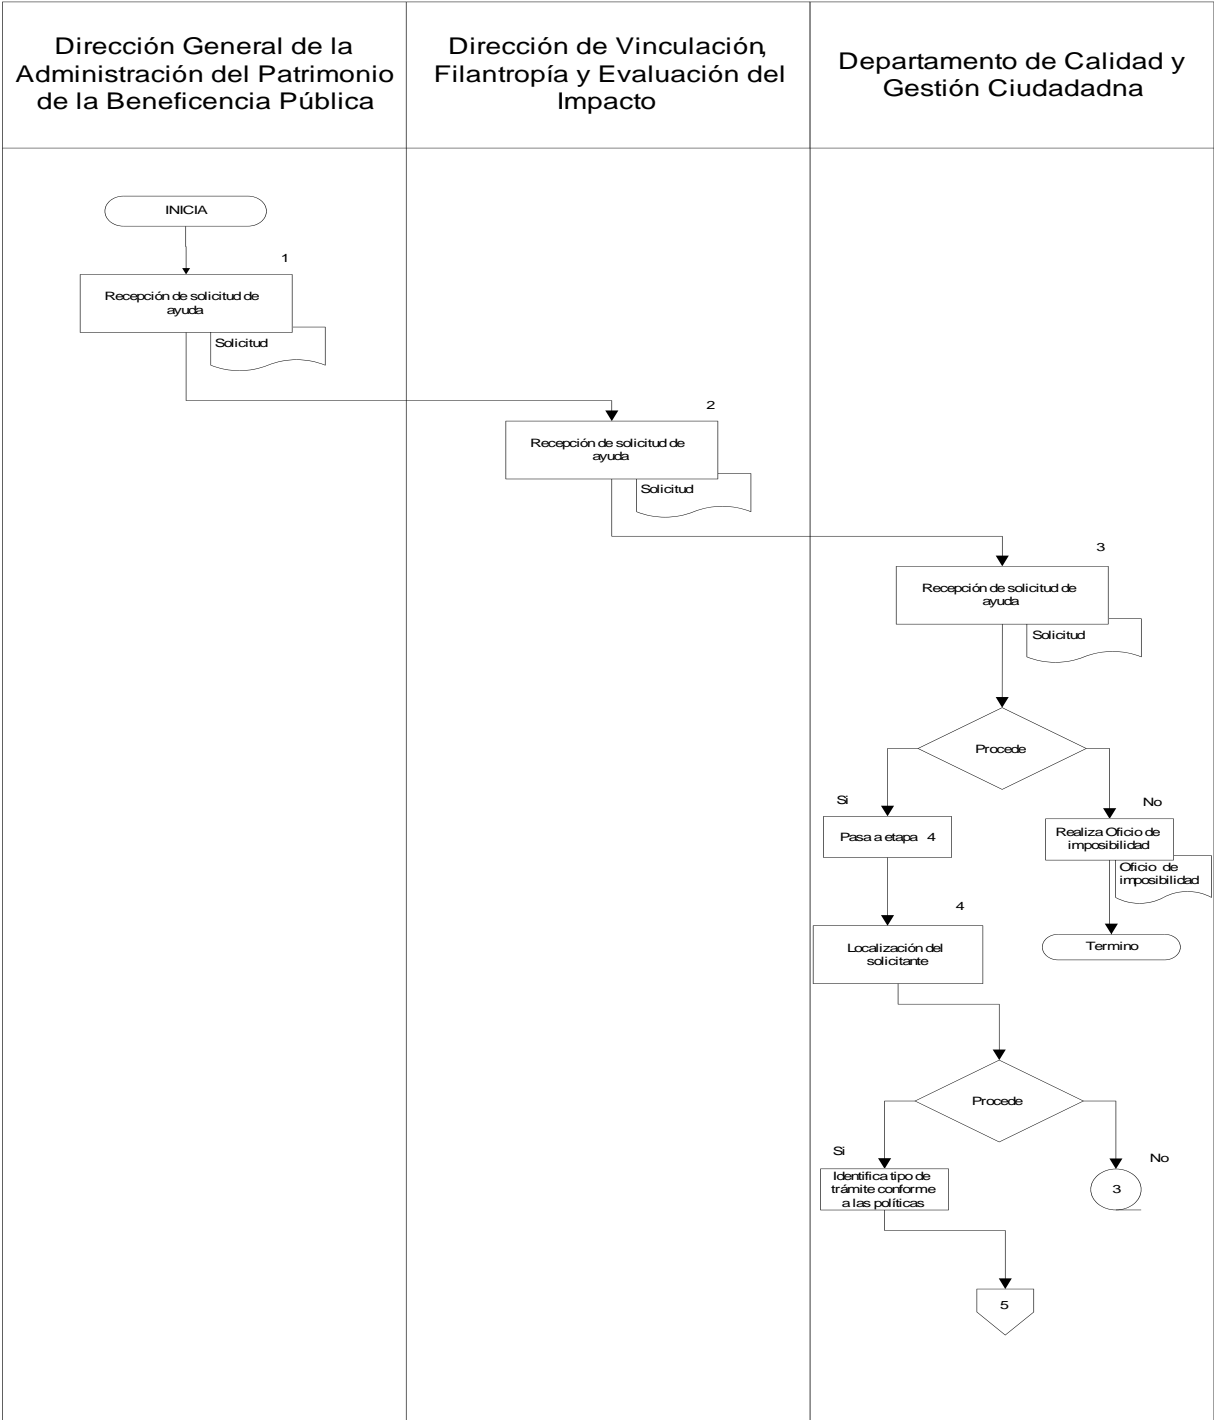 Dirección General de la
Administración del Patrimonio
de la Beneficencia Pública
Dirección de Vinculación,
Filantropía y Evaluación del
Impacto
Departamento de Calidad y
Gestión Ciudadadna
INICIA
1
Recepción de solicitud de
ayuda
Solicitud
2
Recepción de solicitud de
ayuda
Solicitud
3
Recepción de solicitud de
ayuda
Solicitud
Procede
Si
No
Pasa a etapa 4
Realiza Oficio de
imposibilidad
Oficio de
imposibilidad
4
Localización del
solicitante
Termino
Procede
Si
No
Identifica tipo de
trámite conforme
a las políticas
3
5